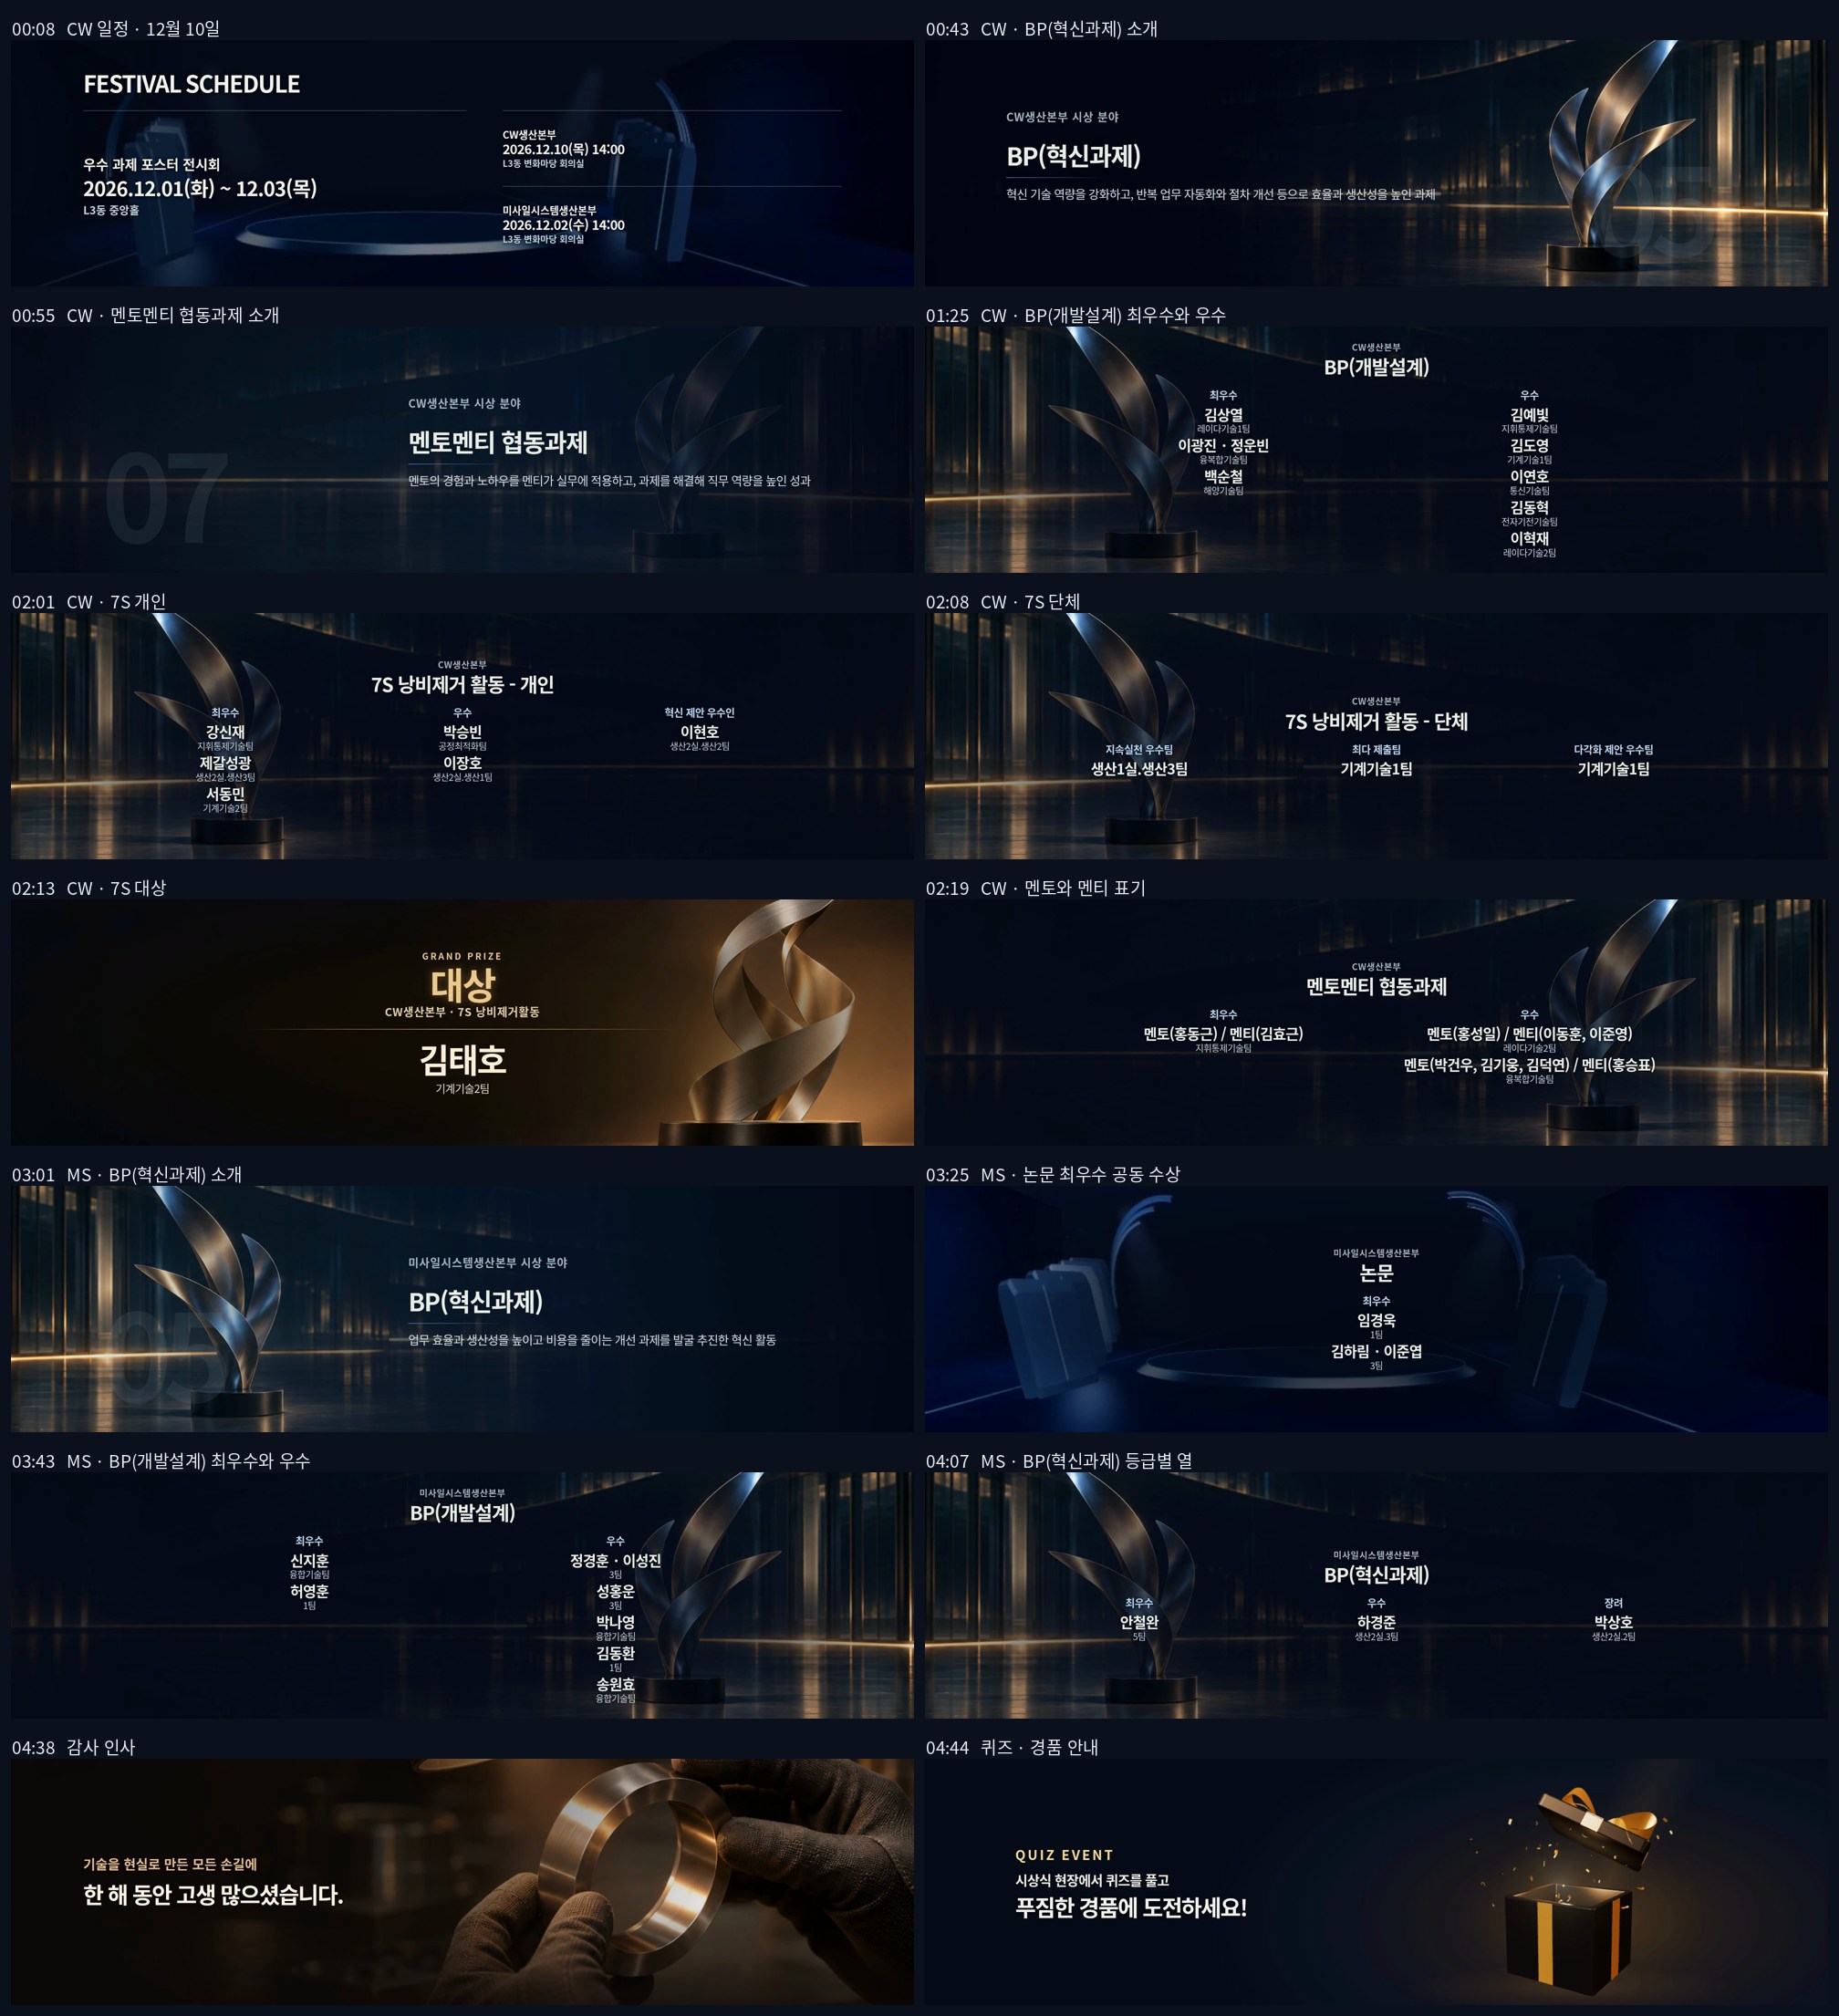 00:08 CW 일정 · 12월 10일
FESTIVAL SCHEDULE
우수 과제 포스터 전시회
2026.12.01(화) ~ 12.03(목)
L3동 중앙홀
CW생산본부
2026.12.10(목) 14:00
L3동 변화마당 회의실
미사일시스템생산본부
2026.12.02(수) 14:00
L3동 변화마당 회의실
00:43 CW · BP(혁신과제) 소개
CW생산본부 시상 분야
BP(혁신과제)
혁신 기술 역량을 강화하고, 반복 업무 자동화와 절차 개선 등으로 효율과 생산성을 높인 과제
05
00:55 CW · 멘토멘티 협동과제 소개
07
CW생산본부 시상 분야
멘토멘티 협동과제
멘토의 경험과 노하우를 멘티가 실무에 적용하고, 과제를 해결해 직무 역량을 높인 성과
01:25 CW · BP(개발설계) 최우수와 우수
CW생산본부
BP(개발설계)
최우수
김상열
레이다기술1팀
이광진 · 정운빈
융복합기술팀
백순철
해양기술팀
우수
김예빛
지휘통제기술팀
김도영
기계기술1팀
이연호
통신기술팀
김동혁
전자기전기술팀
이혁재
레이다기술2팀
02:01 CW · 7S 개인
CW생산본부
7S 낭비제거 활동 - 개인
최우수
강신재
지휘통제기술팀
제갈성광
생산2실.생산3팀
서동민
기계기술2팀
우수
박승빈
공정최적화팀
이장호
생산2실.생산1팀
혁신 제안 우수인
이현호
생산2실.생산2팀
02:08 CW · 7S 단체
CW생산본부
7S 낭비제거 활동 - 단체
지속실천 우수팀
생산1실.생산3팀
최다 제출팀
기계기술1팀
다각화 제안 우수팀
기계기술1팀
02:13 CW · 7S 대상
GRAND PRIZE
대상
CW생산본부 · 7S 낭비제거활동
김태호
기계기술2팀
02:19 CW · 멘토와 멘티 표기
CW생산본부
멘토멘티 협동과제
최우수
멘토(홍동근) / 멘티(김효근)
지휘통제기술팀
우수
멘토(홍성일) / 멘티(이동훈, 이준영)
레이다기술2팀
멘토(박건우, 김기웅, 김덕연) / 멘티(홍승표)
융복합기술팀
03:01 MS · BP(혁신과제) 소개
05
미사일시스템생산본부 시상 분야
BP(혁신과제)
업무 효율과 생산성을 높이고 비용을 줄이는 개선 과제를 발굴 추진한 혁신 활동
03:25 MS · 논문 최우수 공동 수상
미사일시스템생산본부
논문
최우수
임경욱
1팀
김하림 · 이준엽
3팀
03:43 MS · BP(개발설계) 최우수와 우수
미사일시스템생산본부
BP(개발설계)
최우수
신지훈
융합기술팀
허영훈
1팀
우수
정경훈 · 이성진
3팀
성홍운
3팀
박나영
융합기술팀
김동환
1팀
송원효
융합기술팀
04:07 MS · BP(혁신과제) 등급별 열
미사일시스템생산본부
BP(혁신과제)
최우수
안철완
5팀
우수
하경준
생산2실.3팀
장려
박상호
생산2실.2팀
04:38 감사 인사
기술을 현실로 만든 모든 손길에
한 해 동안 고생 많으셨습니다.
04:44 퀴즈 · 경품 안내
QUIZ EVENT
시상식 현장에서 퀴즈를 풀고
푸짐한 경품에 도전하세요!